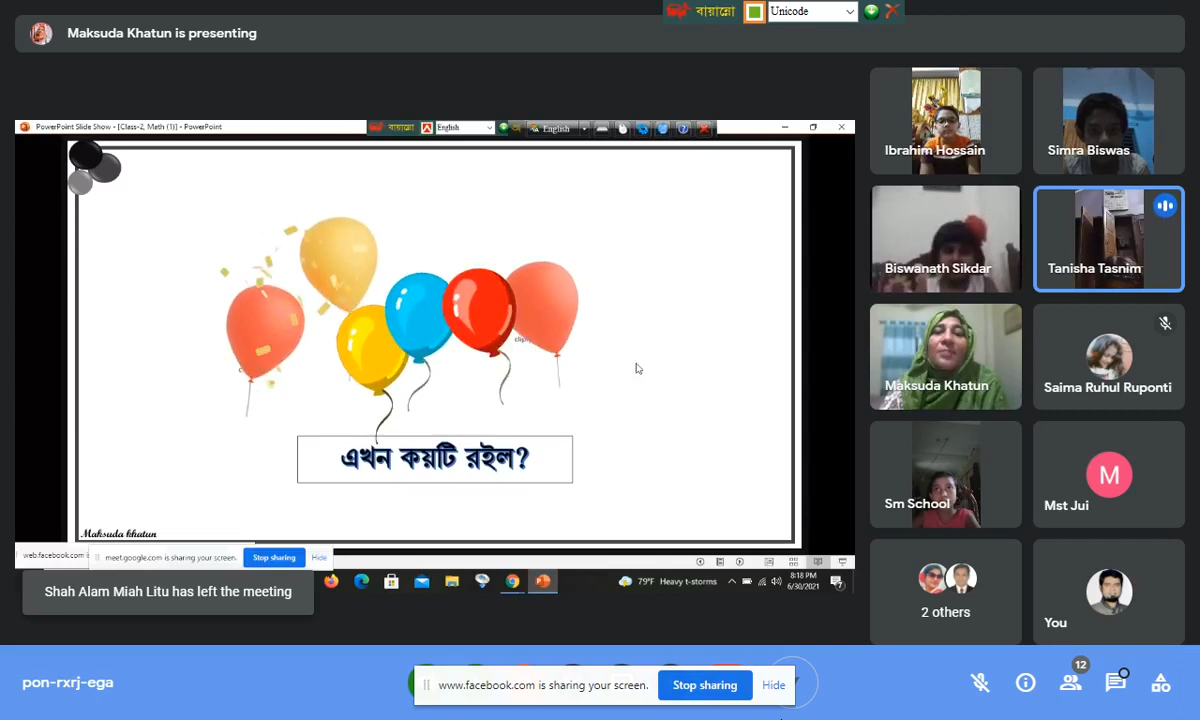 বায়ান্নো Unicode
Maksuda Khatun is presenting
PowerPoint Slide Show - [Class-2, Math (1)] - PowerPoint
বায়ান্নো A English English
এখন কয়টি রইল?
Maksuda khatun
web.facebook.com is
meet.google.com is sharing your screen. Stop sharing Hide
79°F Heavy t-storms
8:18 PM
6/30/2021
Shah Alam Miah Litu has left the meeting
Ibrahim Hossain
Simra Biswas
Biswanath Sikdar
Tanisha Tasnim
Maksuda Khatun
Saima Ruhul Ruponti
Sm School
M
Mst Jui
2 others
You
pon-rxrj-ega
www.facebook.com is sharing your screen. Stop sharing Hide
12